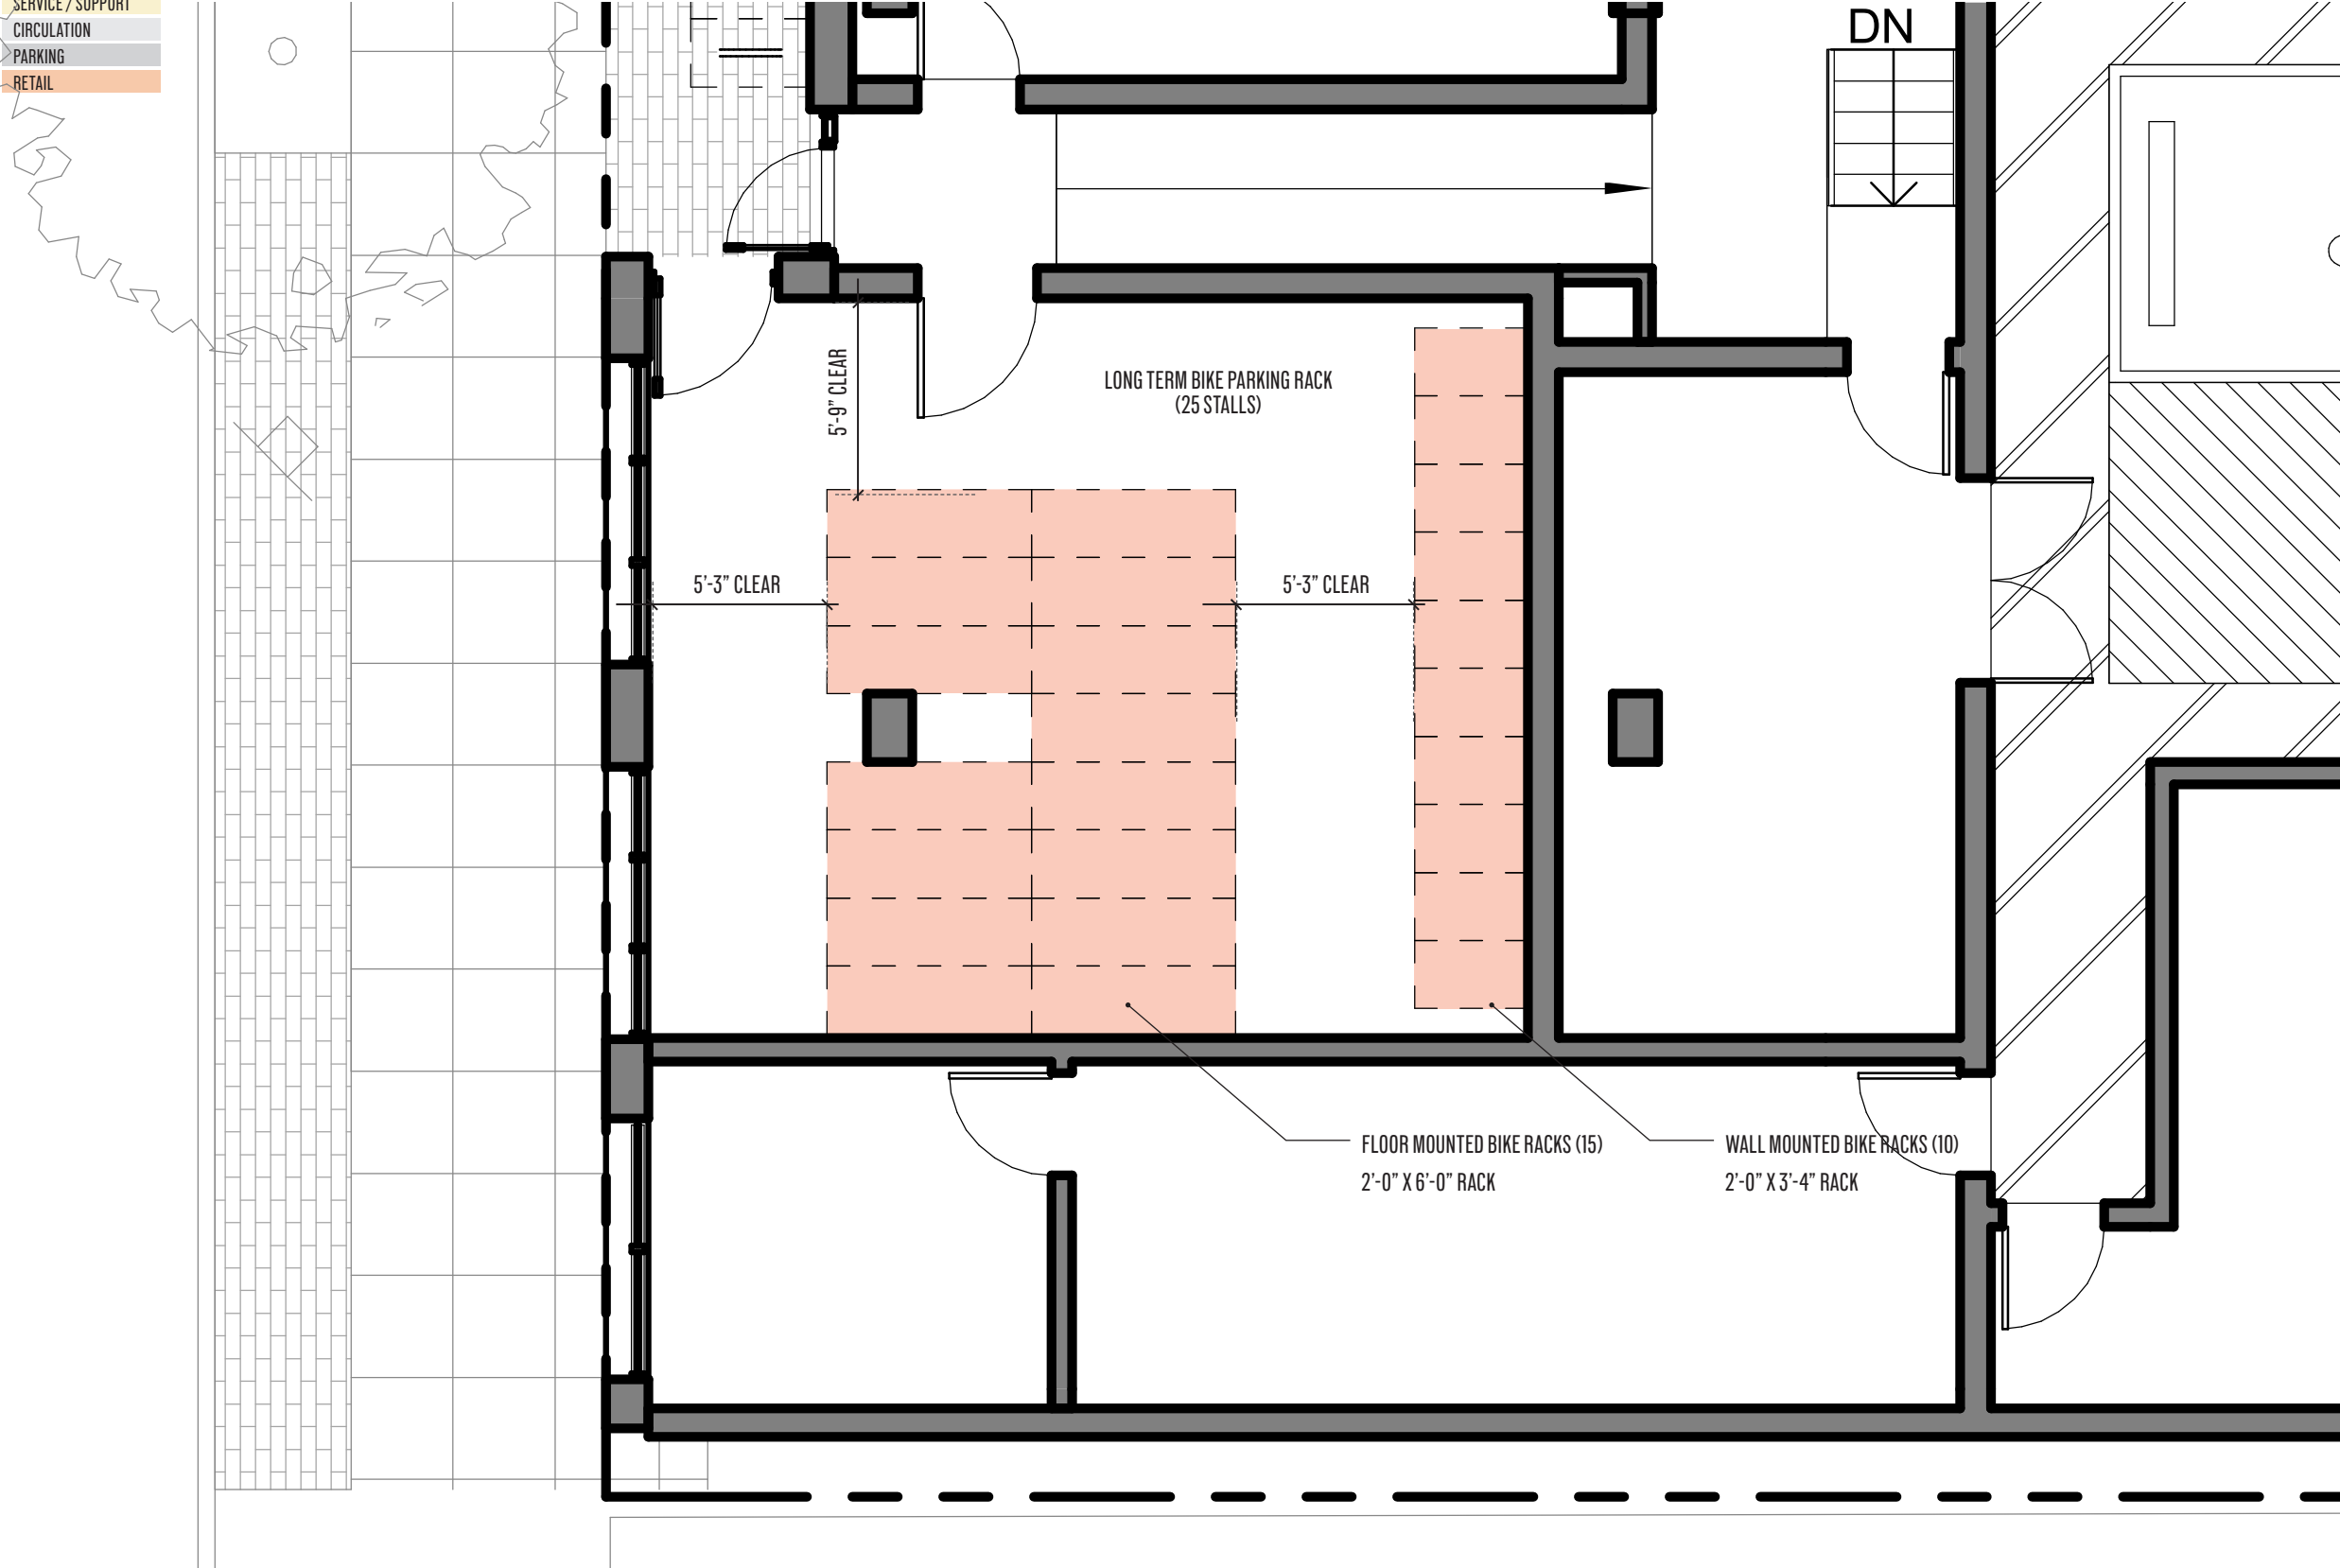 SERVICE / SUPPORT
CIRCULATION
PARKING
RETAIL
DN
5'-9" CLEAR
LONG TERM BIKE PARKING RACK
(25 STALLS)
5'-3" CLEAR
5'-3" CLEAR
FLOOR MOUNTED BIKE RACKS (15)
2'-0" X 6'-0" RACK
WALL MOUNTED BIKE RACKS (10)
2'-0" X 3'-4" RACK